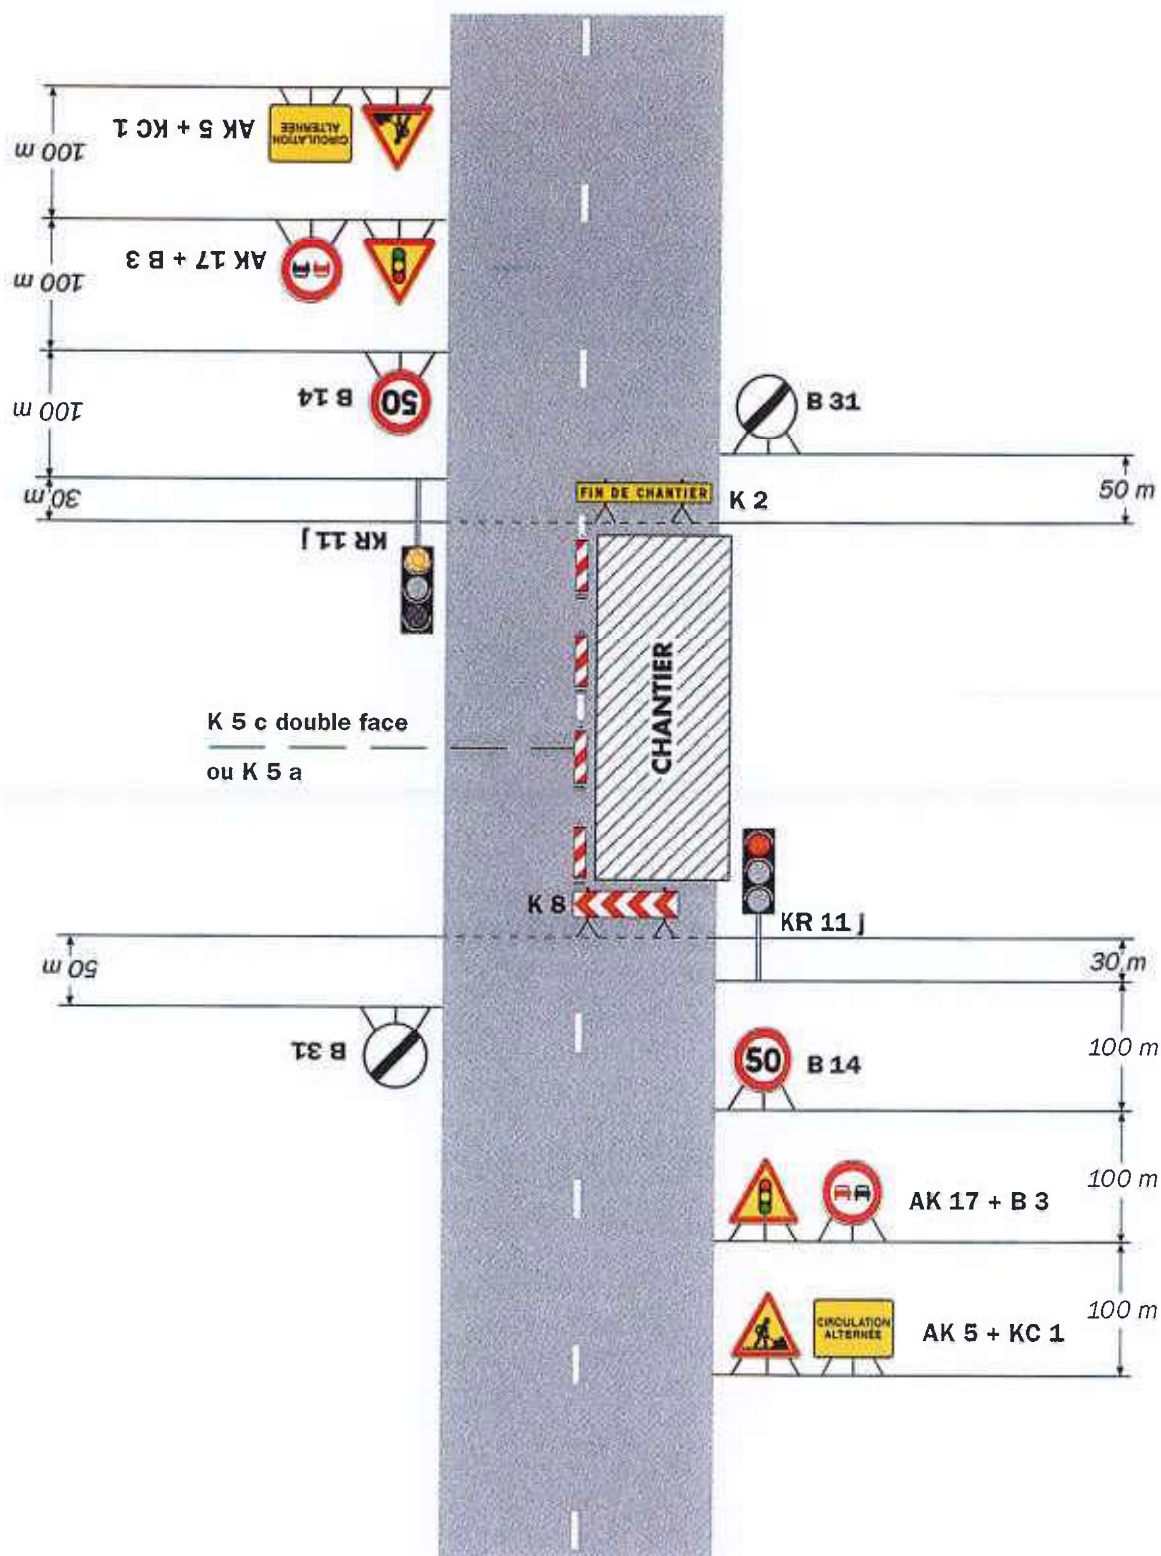 AK 5 + KC 1
CIRCULATION
ALTERNÉE
100 m
AK 17 + B 3
100 m
B 14
50
100 m
30 m
KR 11 j
B 31
50 m
FIN DE CHANTIER
K 2
CHANTIER
K 5 c double face
ou K 5 a
K 8
KR 11 j
50 m
30 m
B 31
50
B 14
100 m
AK 17 + B 3
100 m
CIRCULATION
ALTERNÉE
AK 5 + KC 1
100 m